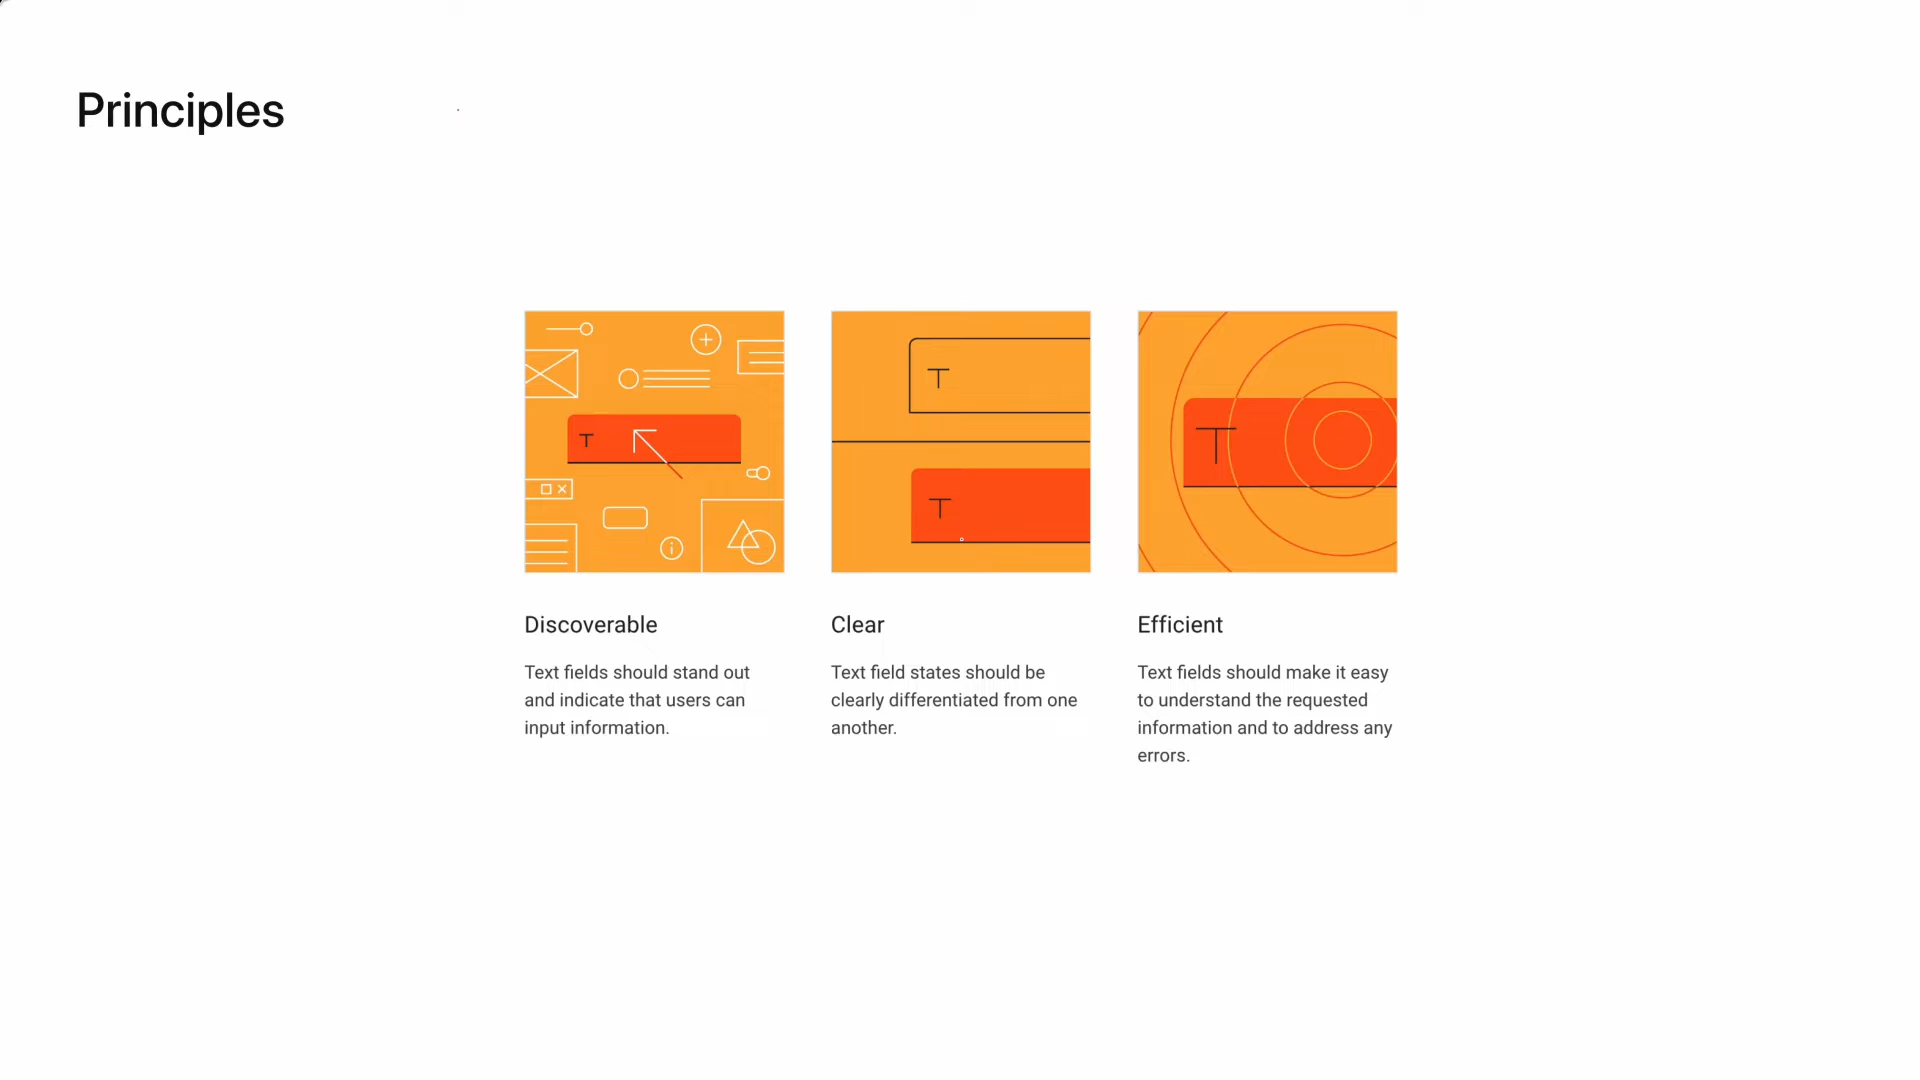 Principles
T
T
T
T
Discoverable
Text fields should stand out
and indicate that users can
input information.
Clear
Text field states should be
clearly differentiated from one
another.
Efficient
Text fields should make it easy
to understand the requested
information and to address any
errors.